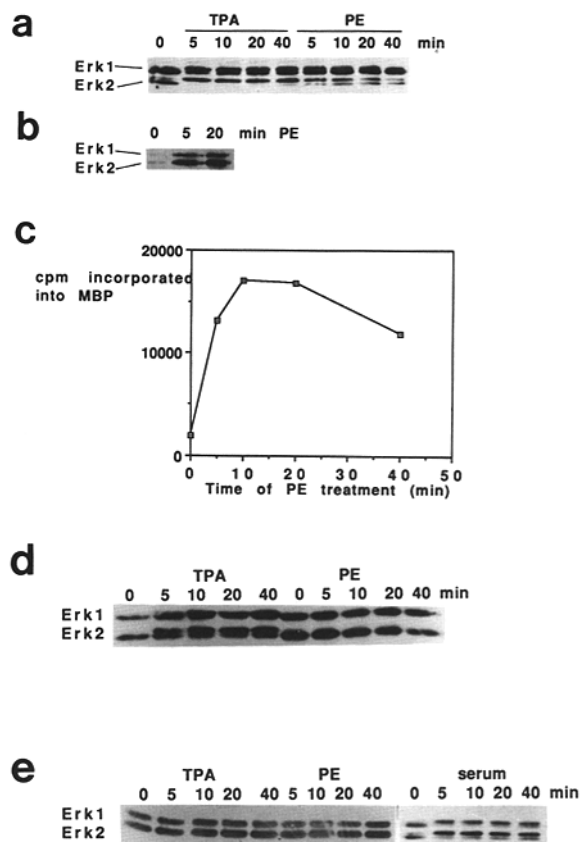 a
TPA PE
0 5 10 20 40 5 10 20 40 min
Erk1
Erk2
b
0 5 20 min PE
Erk1
Erk2
c
20000
cpm incorporated
into MBP
10000
0
0 10 20 30 40 50
Time of PE treatment (min)
d
TPA PE
0 5 10 20 40 0 5 10 20 40 min
Erk1
Erk2
e
TPA PE serum
0 5 10 20 40 5 10 20 40 0 5 10 20 40 min
Erk1
Erk2